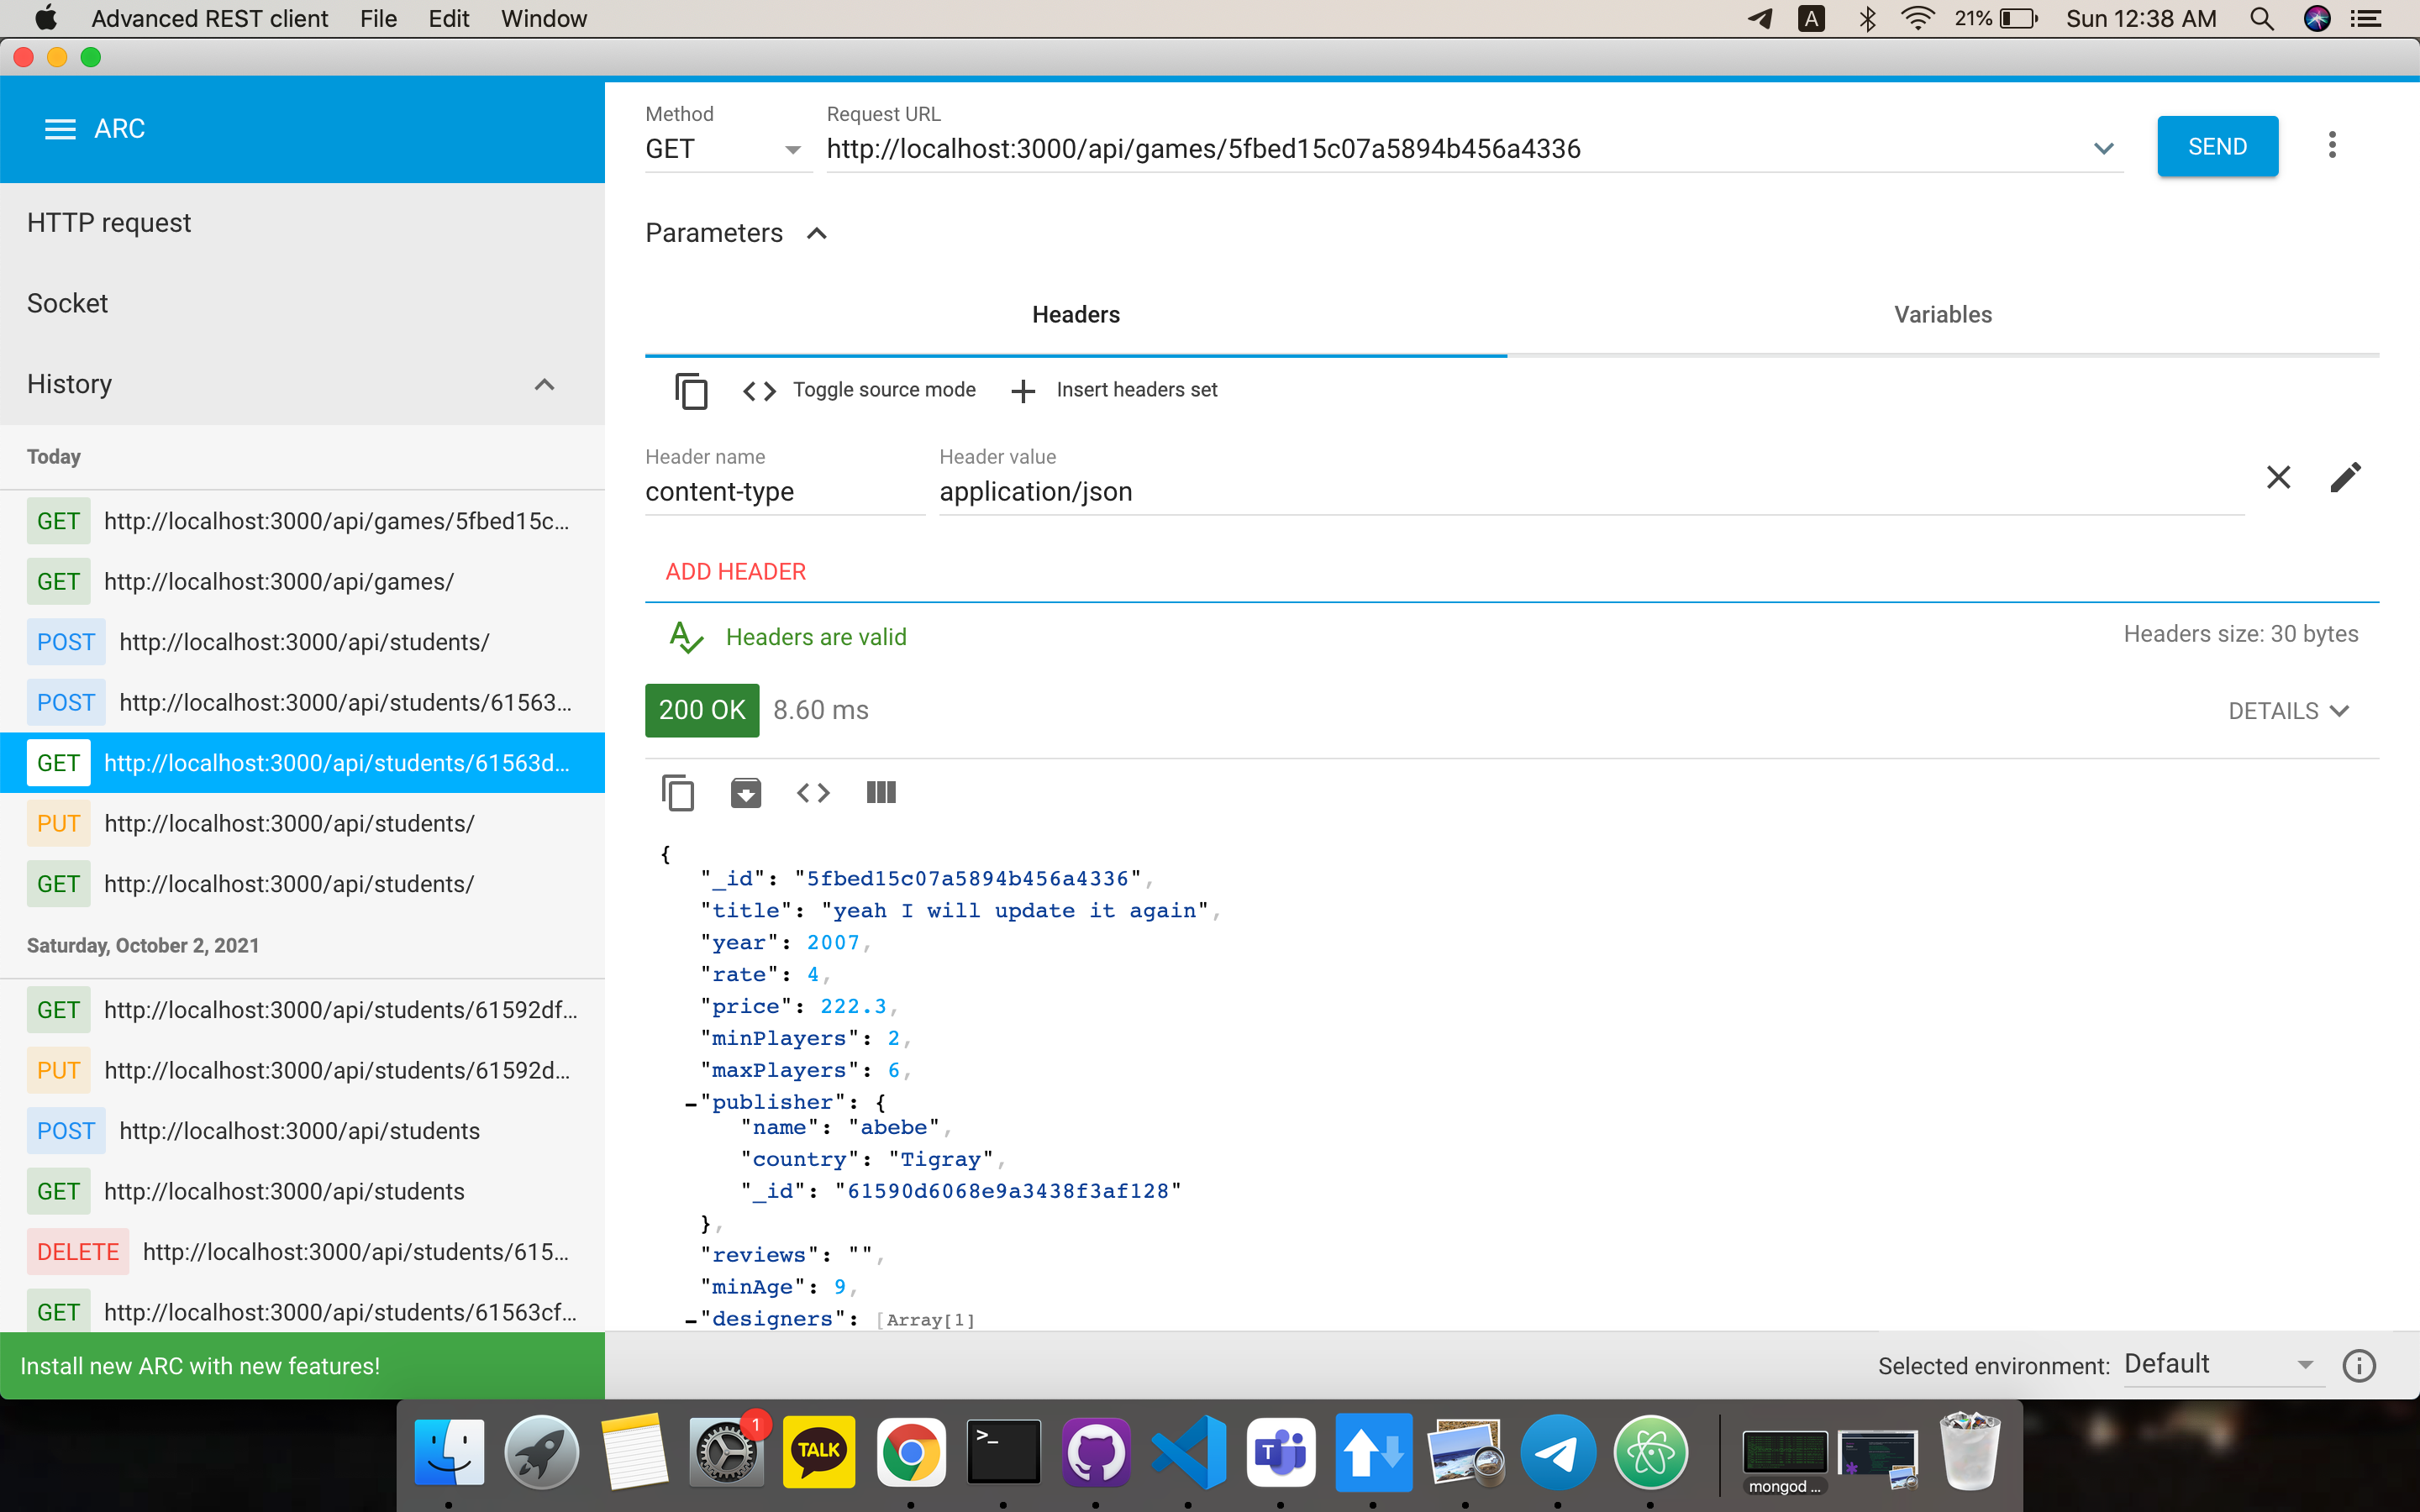 Advanced REST client File Edit Window
A 21% Sun 12:38 AM
ARC
HTTP request
Socket
History
Today
GET http://localhost:3000/api/games/5fbed15c...
GET http://localhost:3000/api/games/
POST http://localhost:3000/api/students/
POST http://localhost:3000/api/students/61563...
GET http://localhost:3000/api/students/61563d...
PUT http://localhost:3000/api/students/
GET http://localhost:3000/api/students/
Saturday, October 2, 2021
GET http://localhost:3000/api/students/61592df...
PUT http://localhost:3000/api/students/61592d...
POST http://localhost:3000/api/students
GET http://localhost:3000/api/students
DELETE http://localhost:3000/api/students/615...
GET http://localhost:3000/api/students/61563cf...
Install new ARC with new features!
Method Request URL
GET http://localhost:3000/api/games/5fbed15c07a5894b456a4336
SEND
Parameters
Headers Variables
Toggle source mode Insert headers set
Header name Header value
content-type application/json
ADD HEADER
Headers are valid Headers size: 30 bytes
200 OK 8.60 ms DETAILS
{
"_id": "5fbed15c07a5894b456a4336",
"title": "yeah I will update it again",
"year": 2007,
"rate": 4,
"price": 222.3,
"minPlayers": 2,
"maxPlayers": 6,
-"publisher": {
"name": "abebe",
"country": "Tigray",
"_id": "61590d6068e9a3438f3af128"
},
"reviews": "",
"minAge": 9,
-"designers": [Array[1]
Selected environment: Default
1
TALK
>_
T
mongod ...